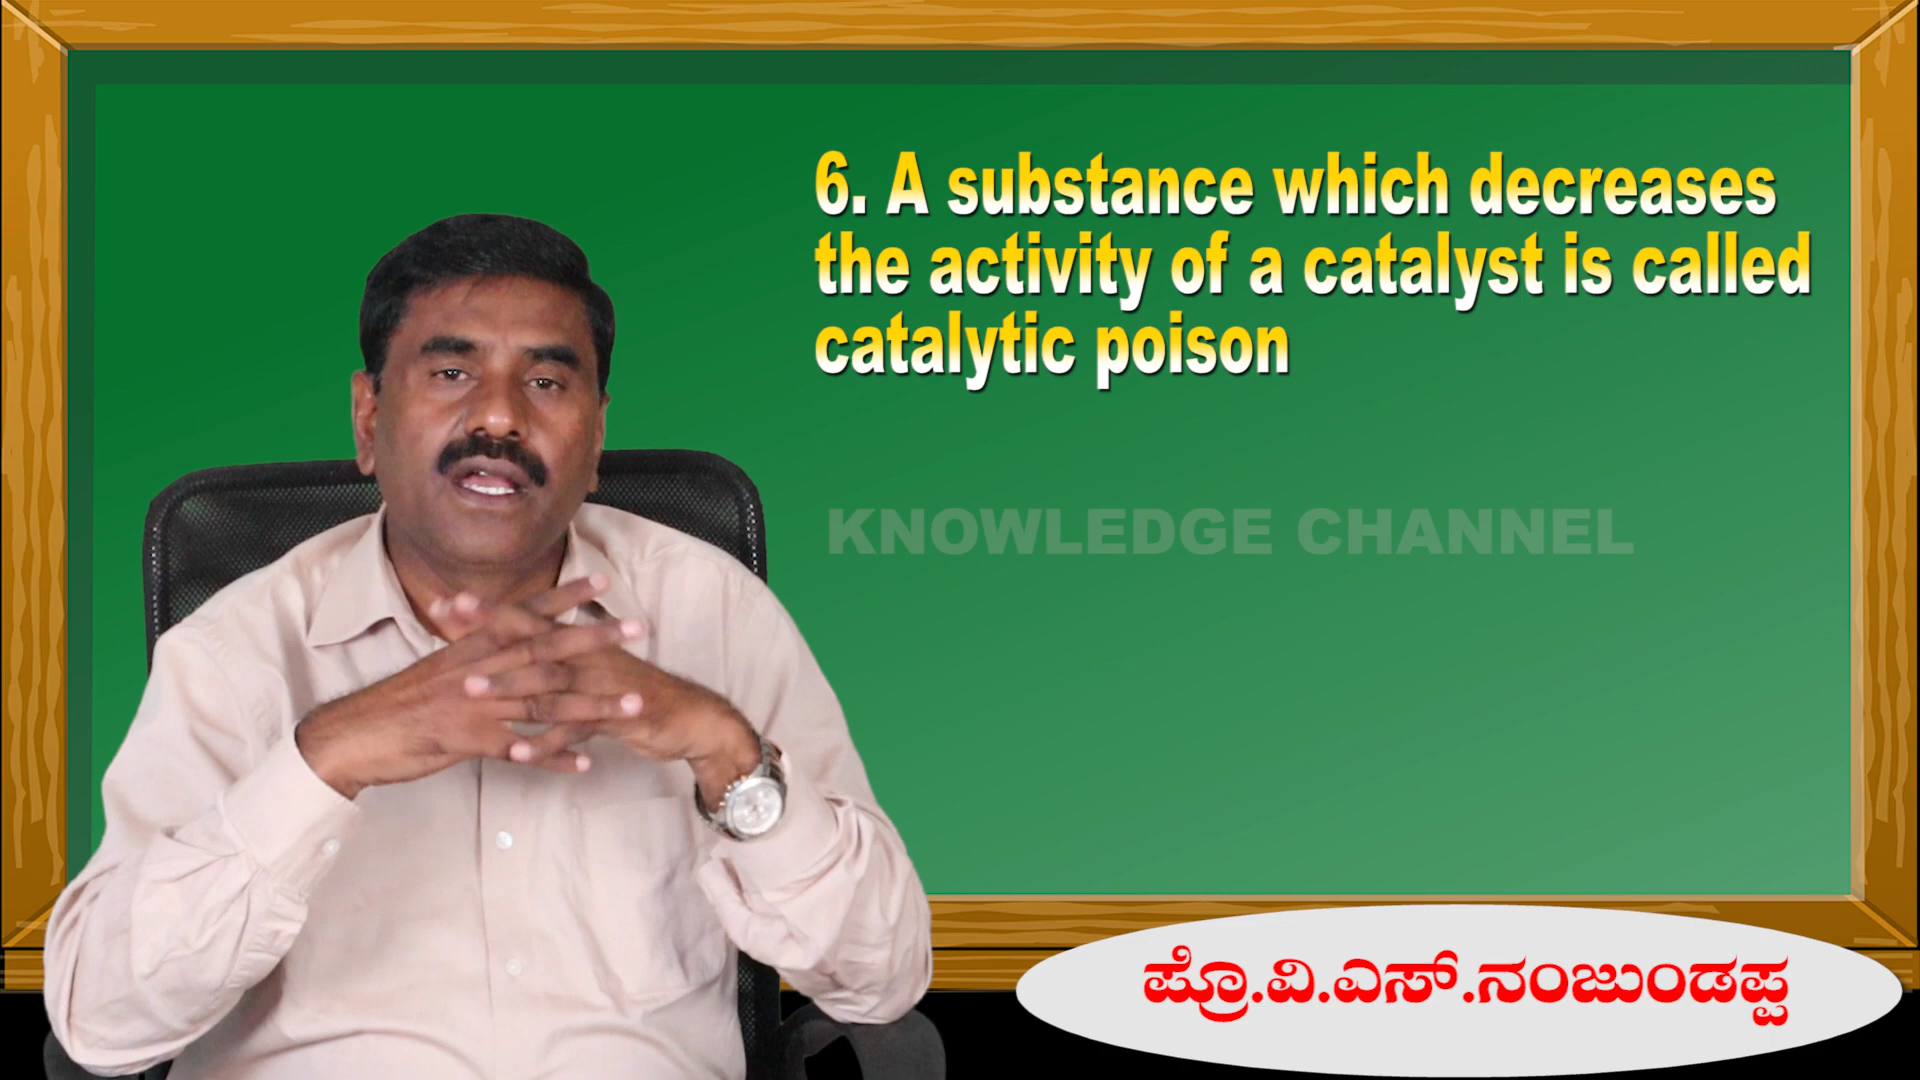 6. A substance which decreases
the activity of a catalyst is called
catalytic poison
KNOWLEDGE CHANNEL
ಪ್ರೊ.ವಿ.ಎಸ್.ನಂಜುಂಡಪ್ಪ